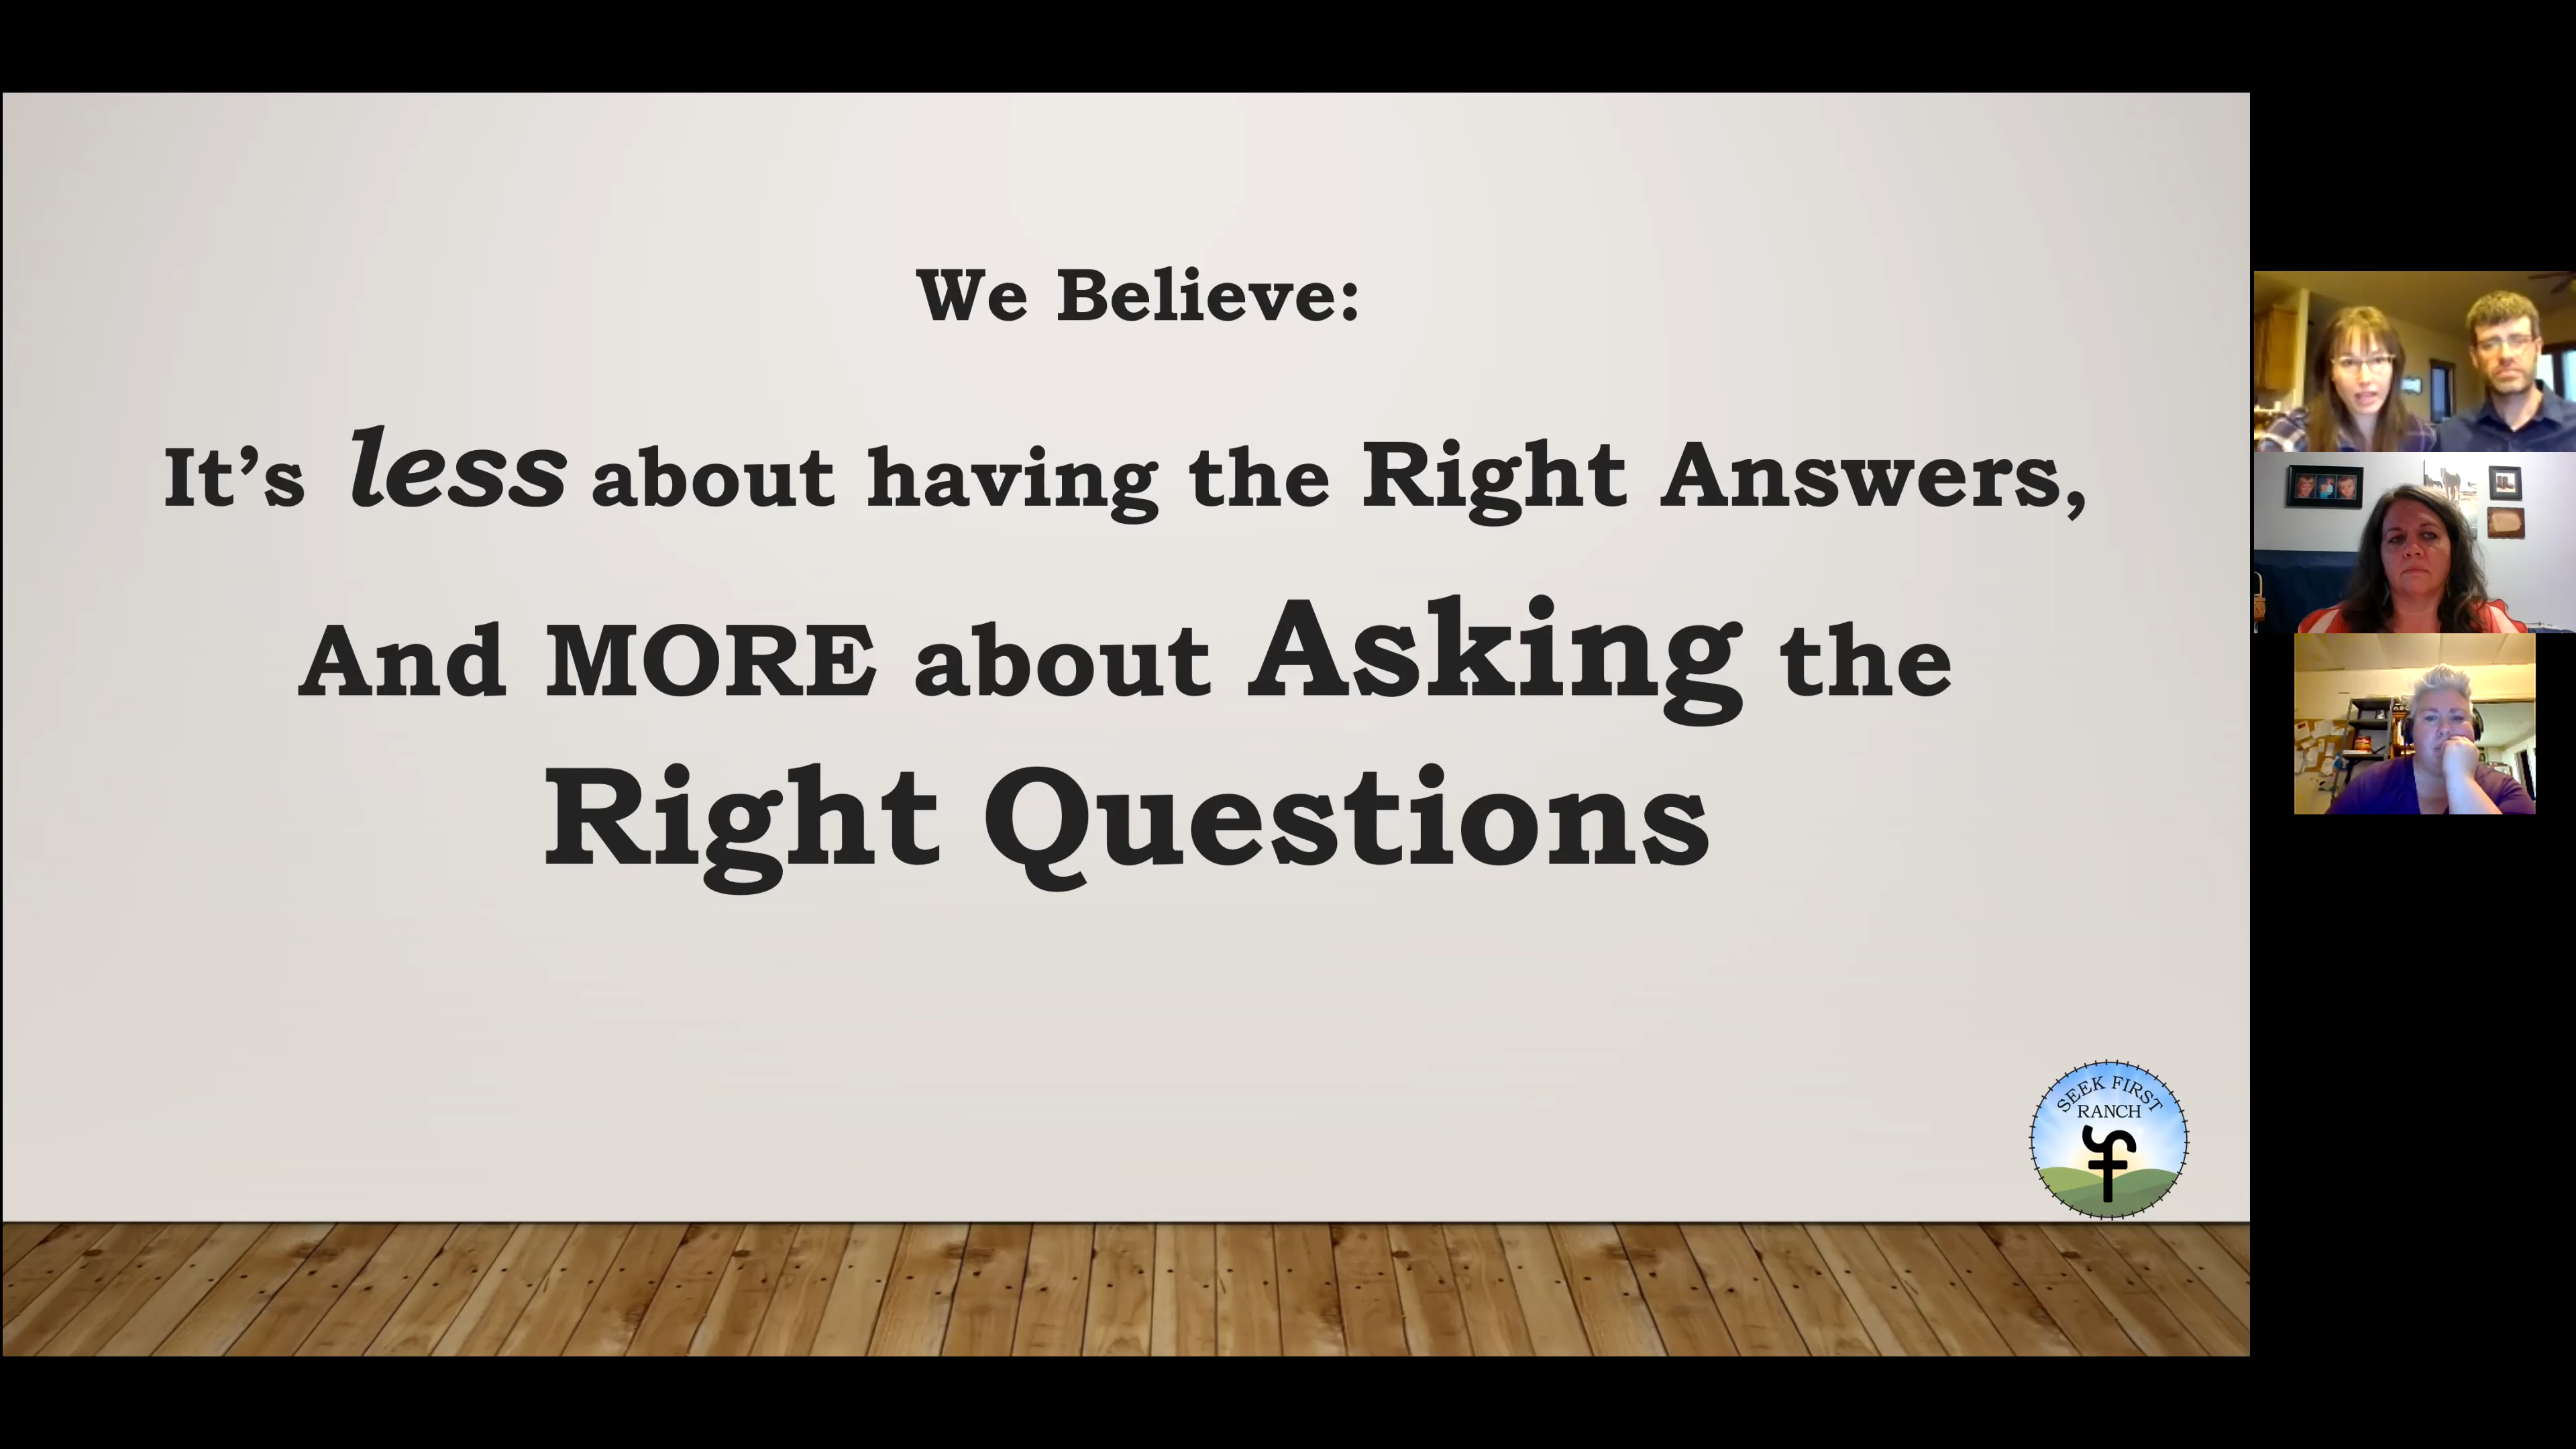 We Believe:
It’s less about having the Right Answers,
And MORE about Asking the
Right Questions
SEEK FIRST
RANCH